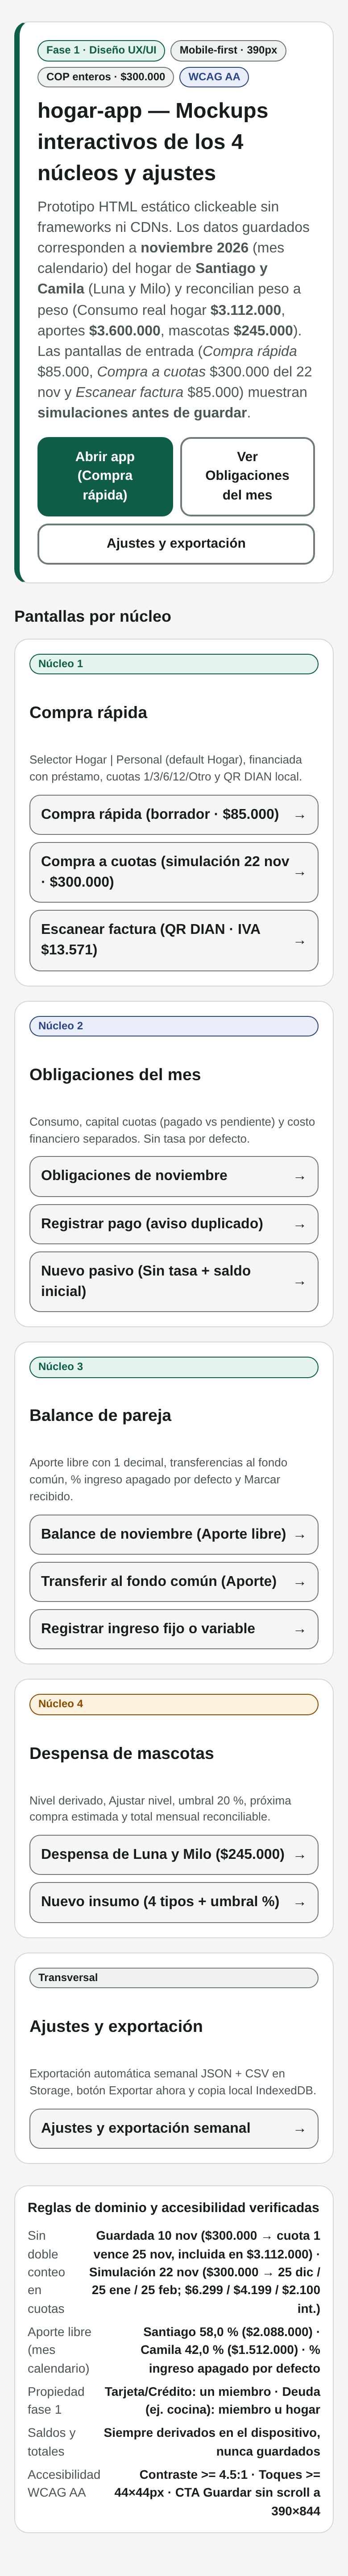 Fase 1 · Diseño UX/UI
Mobile-first · 390px
COP enteros · $300.000
WCAG AA
hogar-app — Mockups
interactivos de los 4
núcleos y ajustes
Prototipo HTML estático clickeable sin
frameworks ni CDNs. Los datos guardados
corresponden a noviembre 2026 (mes
calendario) del hogar de Santiago y
Camila (Luna y Milo) y reconcilian peso a
peso (Consumo real hogar $3.112.000,
aportes $3.600.000, mascotas $245.000).
Las pantallas de entrada (Compra rápida
$85.000, Compra a cuotas $300.000 del 22
nov y Escanear factura $85.000) muestran
simulaciones antes de guardar.
Abrir app
(Compra
rápida)
Ver
Obligaciones
del mes
Ajustes y exportación
Pantallas por núcleo
Núcleo 1
Compra rápida
Selector Hogar | Personal (default Hogar), financiada
con préstamo, cuotas 1/3/6/12/Otro y QR DIAN local.
Compra rápida (borrador · $85.000) →
Compra a cuotas (simulación 22 nov
· $300.000) →
Escanear factura (QR DIAN · IVA
$13.571) →
Núcleo 2
Obligaciones del mes
Consumo, capital cuotas (pagado vs pendiente) y costo
financiero separados. Sin tasa por defecto.
Obligaciones de noviembre →
Registrar pago (aviso duplicado) →
Nuevo pasivo (Sin tasa + saldo
inicial) →
Núcleo 3
Balance de pareja
Aporte libre con 1 decimal, transferencias al fondo
común, % ingreso apagado por defecto y Marcar
recibido.
Balance de noviembre (Aporte libre) →
Transferir al fondo común (Aporte) →
Registrar ingreso fijo o variable →
Núcleo 4
Despensa de mascotas
Nivel derivado, Ajustar nivel, umbral 20 %, próxima
compra estimada y total mensual reconciliable.
Despensa de Luna y Milo ($245.000) →
Nuevo insumo (4 tipos + umbral %) →
Transversal
Ajustes y exportación
Exportación automática semanal JSON + CSV en
Storage, botón Exportar ahora y copia local IndexedDB.
Ajustes y exportación semanal →
Reglas de dominio y accesibilidad verificadas
Sin
doble
conteo
en
cuotas
Guardada 10 nov ($300.000 → cuota 1
vence 25 nov, incluida en $3.112.000) ·
Simulación 22 nov ($300.000 → 25 dic /
25 ene / 25 feb; $6.299 / $4.199 / $2.100
int.)
Aporte libre
(mes
calendario)
Santiago 58,0 % ($2.088.000) ·
Camila 42,0 % ($1.512.000) · %
ingreso apagado por defecto
Propiedad
fase 1
Tarjeta/Crédito: un miembro · Deuda
(ej. cocina): miembro u hogar
Saldos y
totales
Siempre derivados en el dispositivo,
nunca guardados
Accesibilidad
WCAG AA
Contraste >= 4.5:1 · Toques >=
44×44px · CTA Guardar sin scroll a
390×844